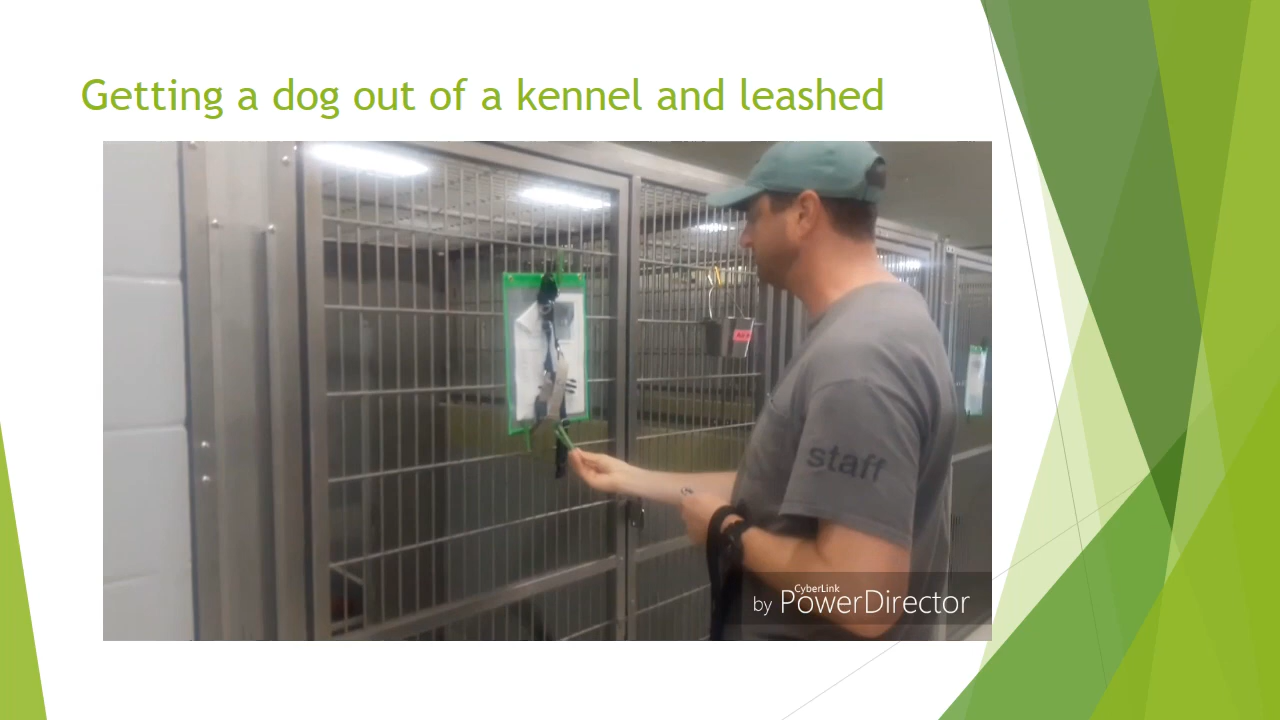 Getting a dog out of a kennel and leashed
staff
CyberLink
by PowerDirector